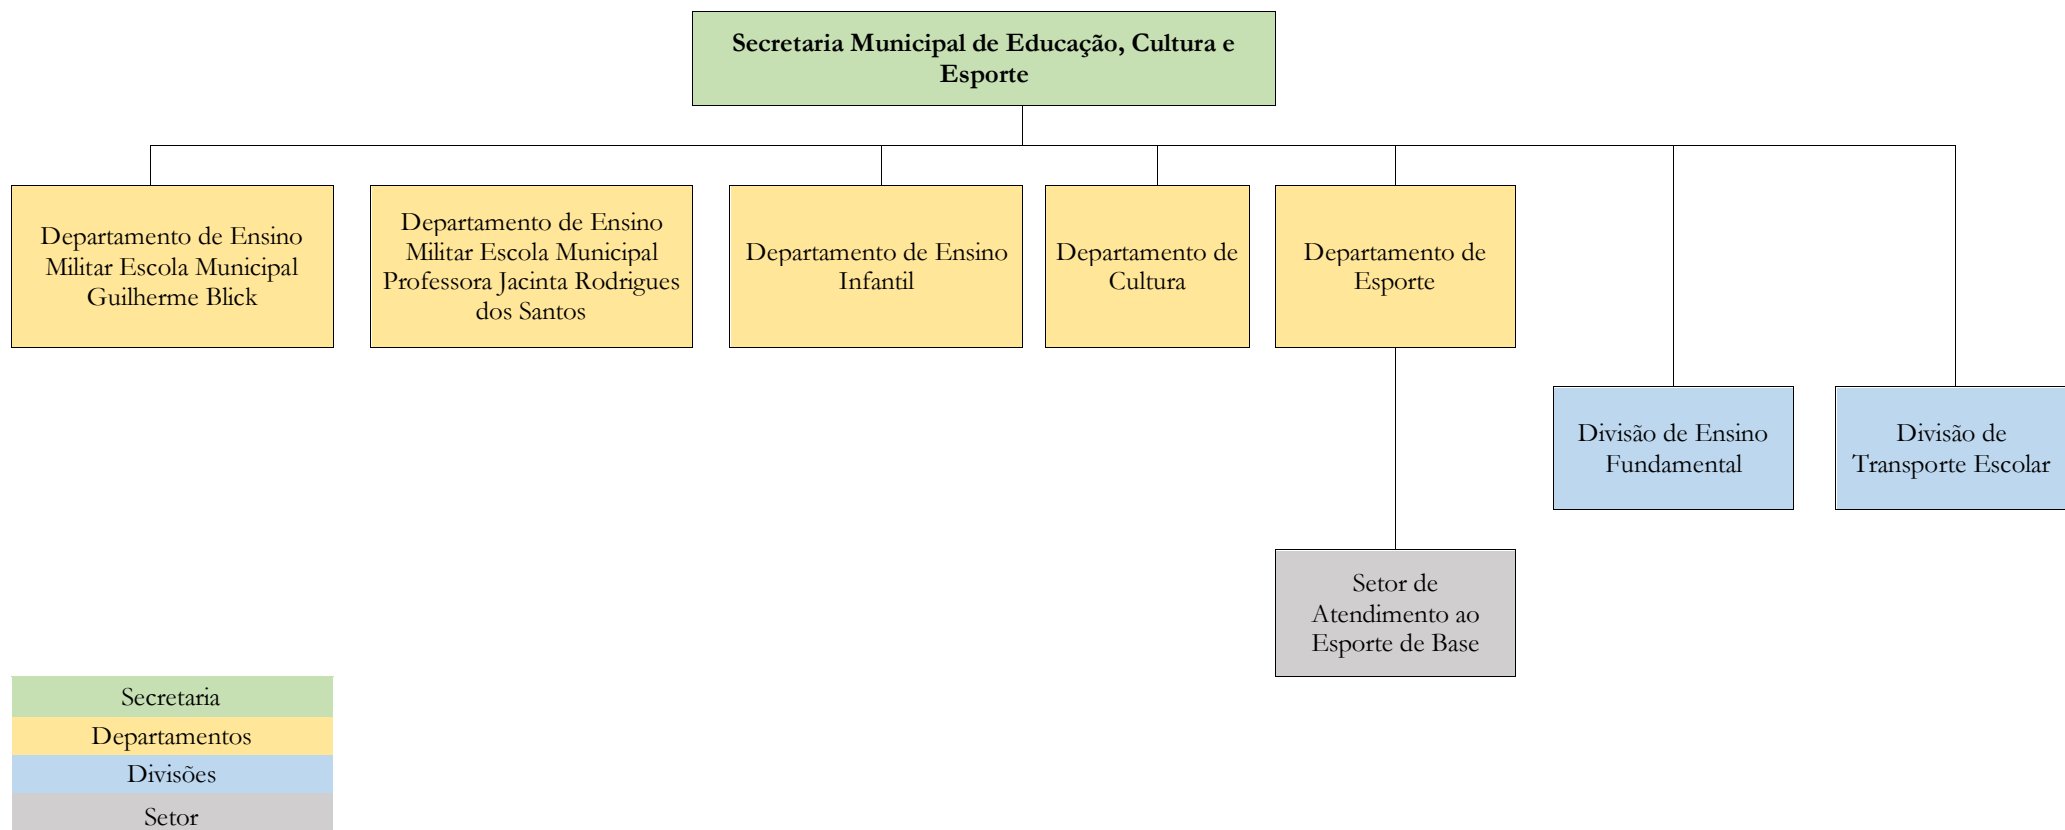 Secretaria Municipal de Educação, Cultura e
Esporte
Departamento de Ensino
Militar Escola Municipal
Guilherme Blick
Departamento de Ensino
Militar Escola Municipal
Professora Jacinta Rodrigues
dos Santos
Departamento de Ensino
Infantil
Departamento de
Cultura
Departamento de
Esporte
Divisão de Ensino
Fundamental
Divisão de
Transporte Escolar
Setor de
Atendimento ao
Esporte de Base
Secretaria
Departamentos
Divisões
Setor